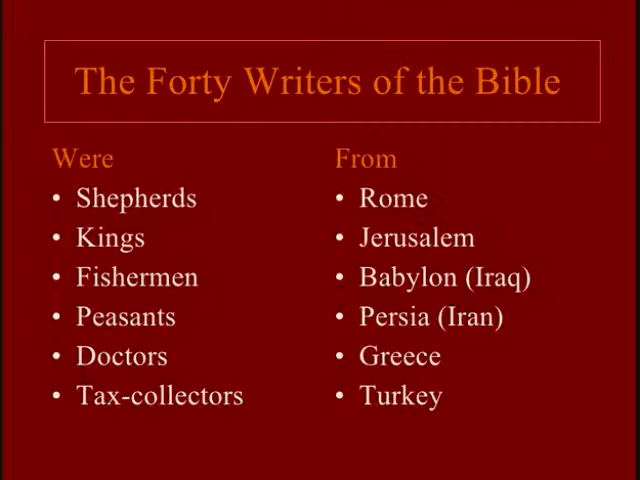 The Forty Writers of the Bible
Were
• Shepherds
• Kings
• Fishermen
• Peasants
• Doctors
• Tax-collectors
From
• Rome
• Jerusalem
• Babylon (Iraq)
• Persia (Iran)
• Greece
• Turkey